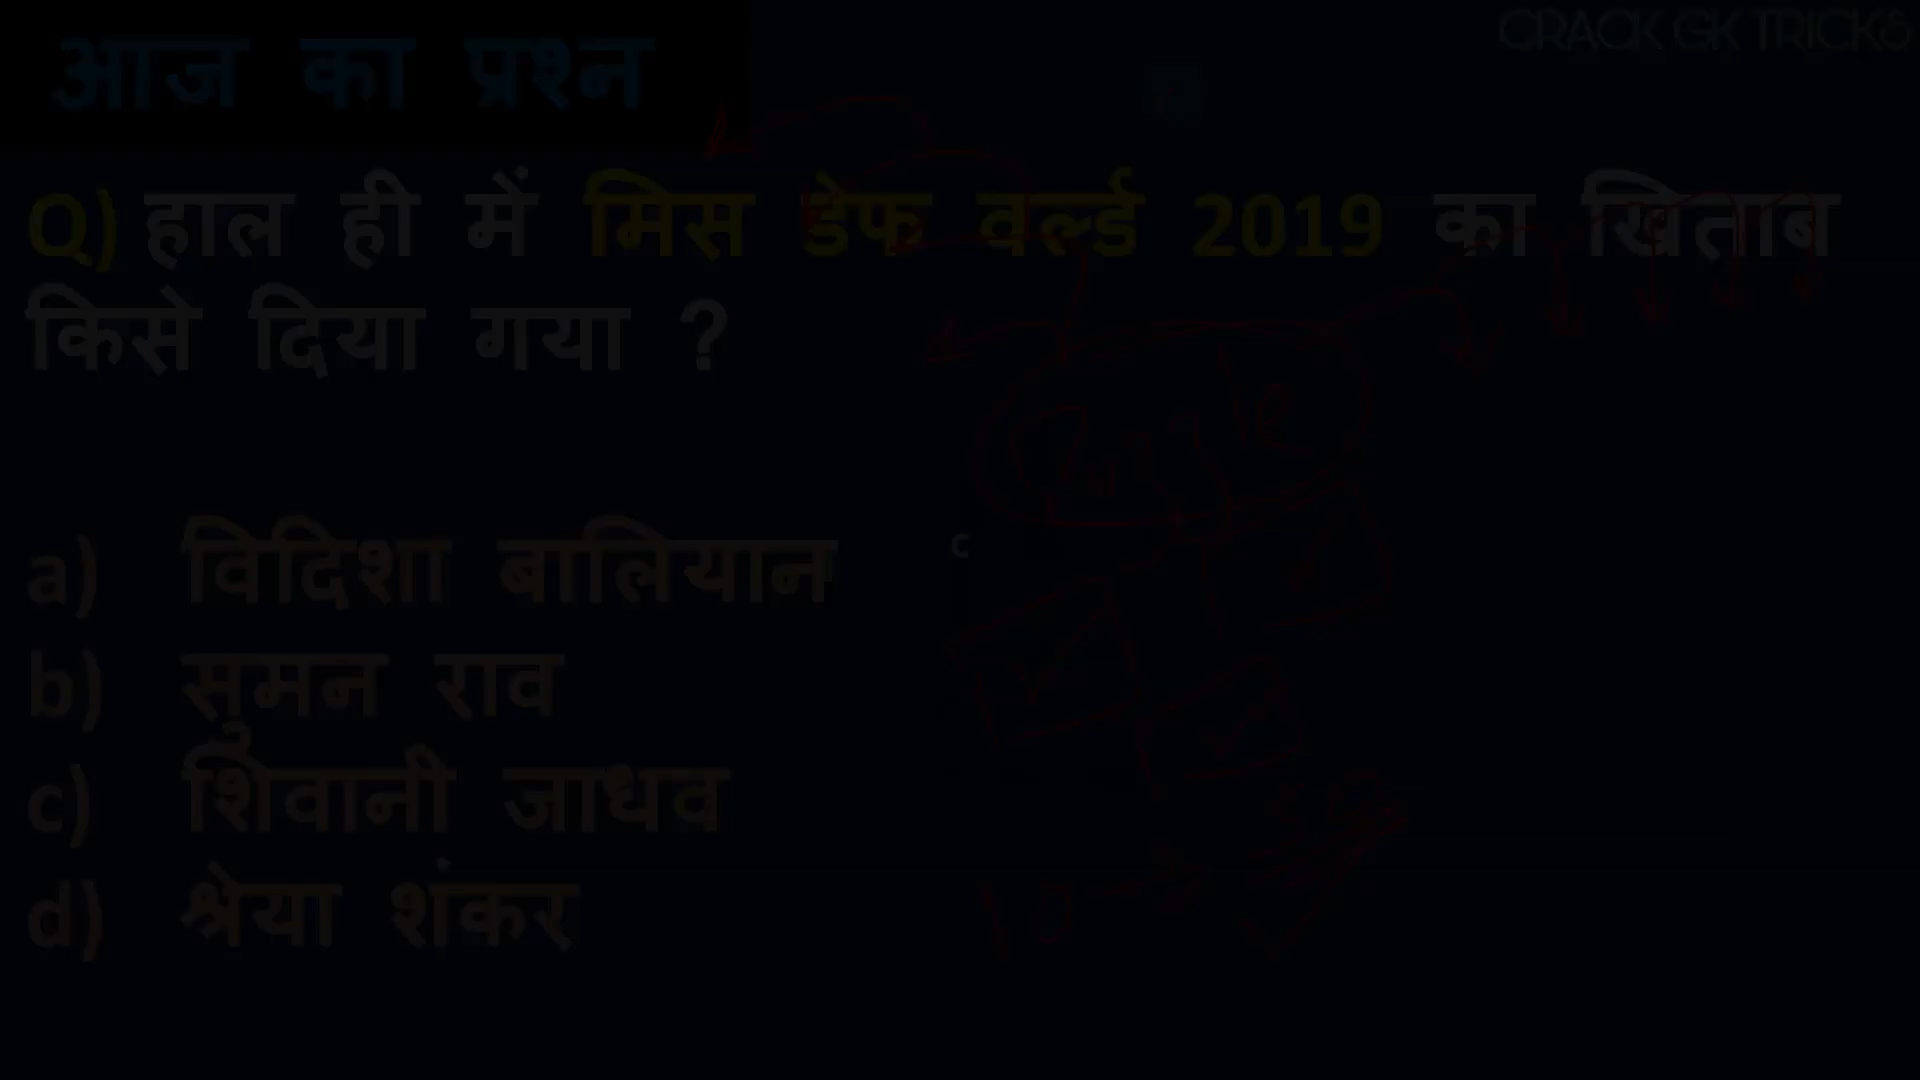 CRACK GK TRICKS
आज का प्रश्न
Q) हाल ही में मिस डेफ वर्ल्ड 2019 का खिताब
किसे दिया गया ?
a) विदिशा बालियान
b) सुमन राव
c) शिवानी जाधव
d) श्रेया शंकर